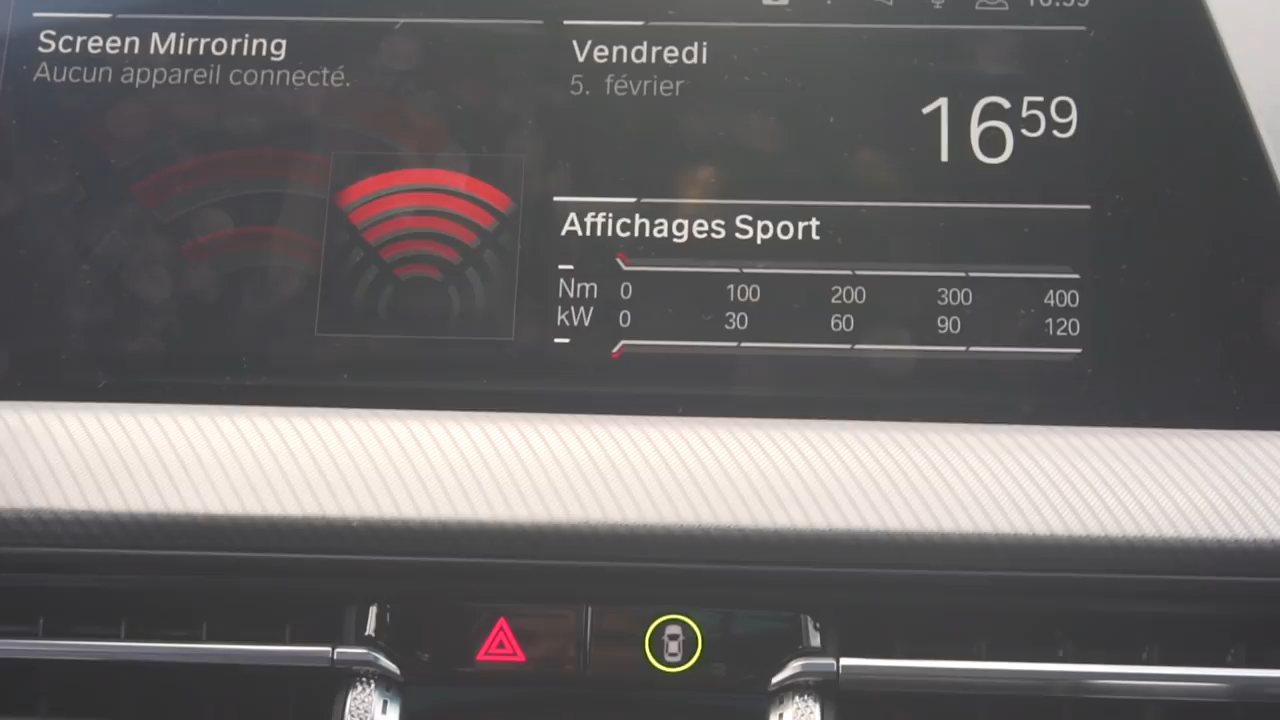 Screen Mirroring
Aucun appareil connecté.
Vendredi
5. février
16 59
Affichages Sport
Nm 0 100 200 300 400
kW 0 30 60 90 120